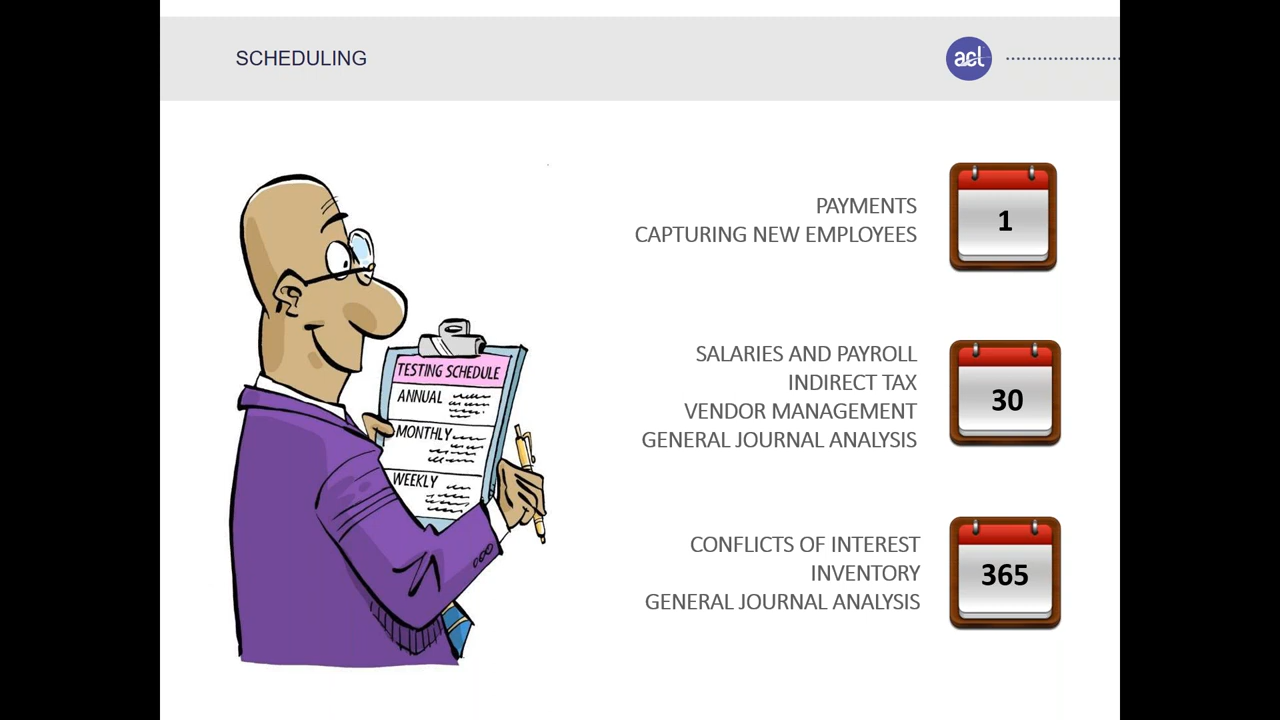 SCHEDULING
acl
PAYMENTS
CAPTURING NEW EMPLOYEES
1
SALARIES AND PAYROLL
INDIRECT TAX
VENDOR MANAGEMENT
GENERAL JOURNAL ANALYSIS
30
CONFLICTS OF INTEREST
INVENTORY
GENERAL JOURNAL ANALYSIS
365
TESTING SCHEDULE
ANNUAL
MONTHLY
WEEKLY